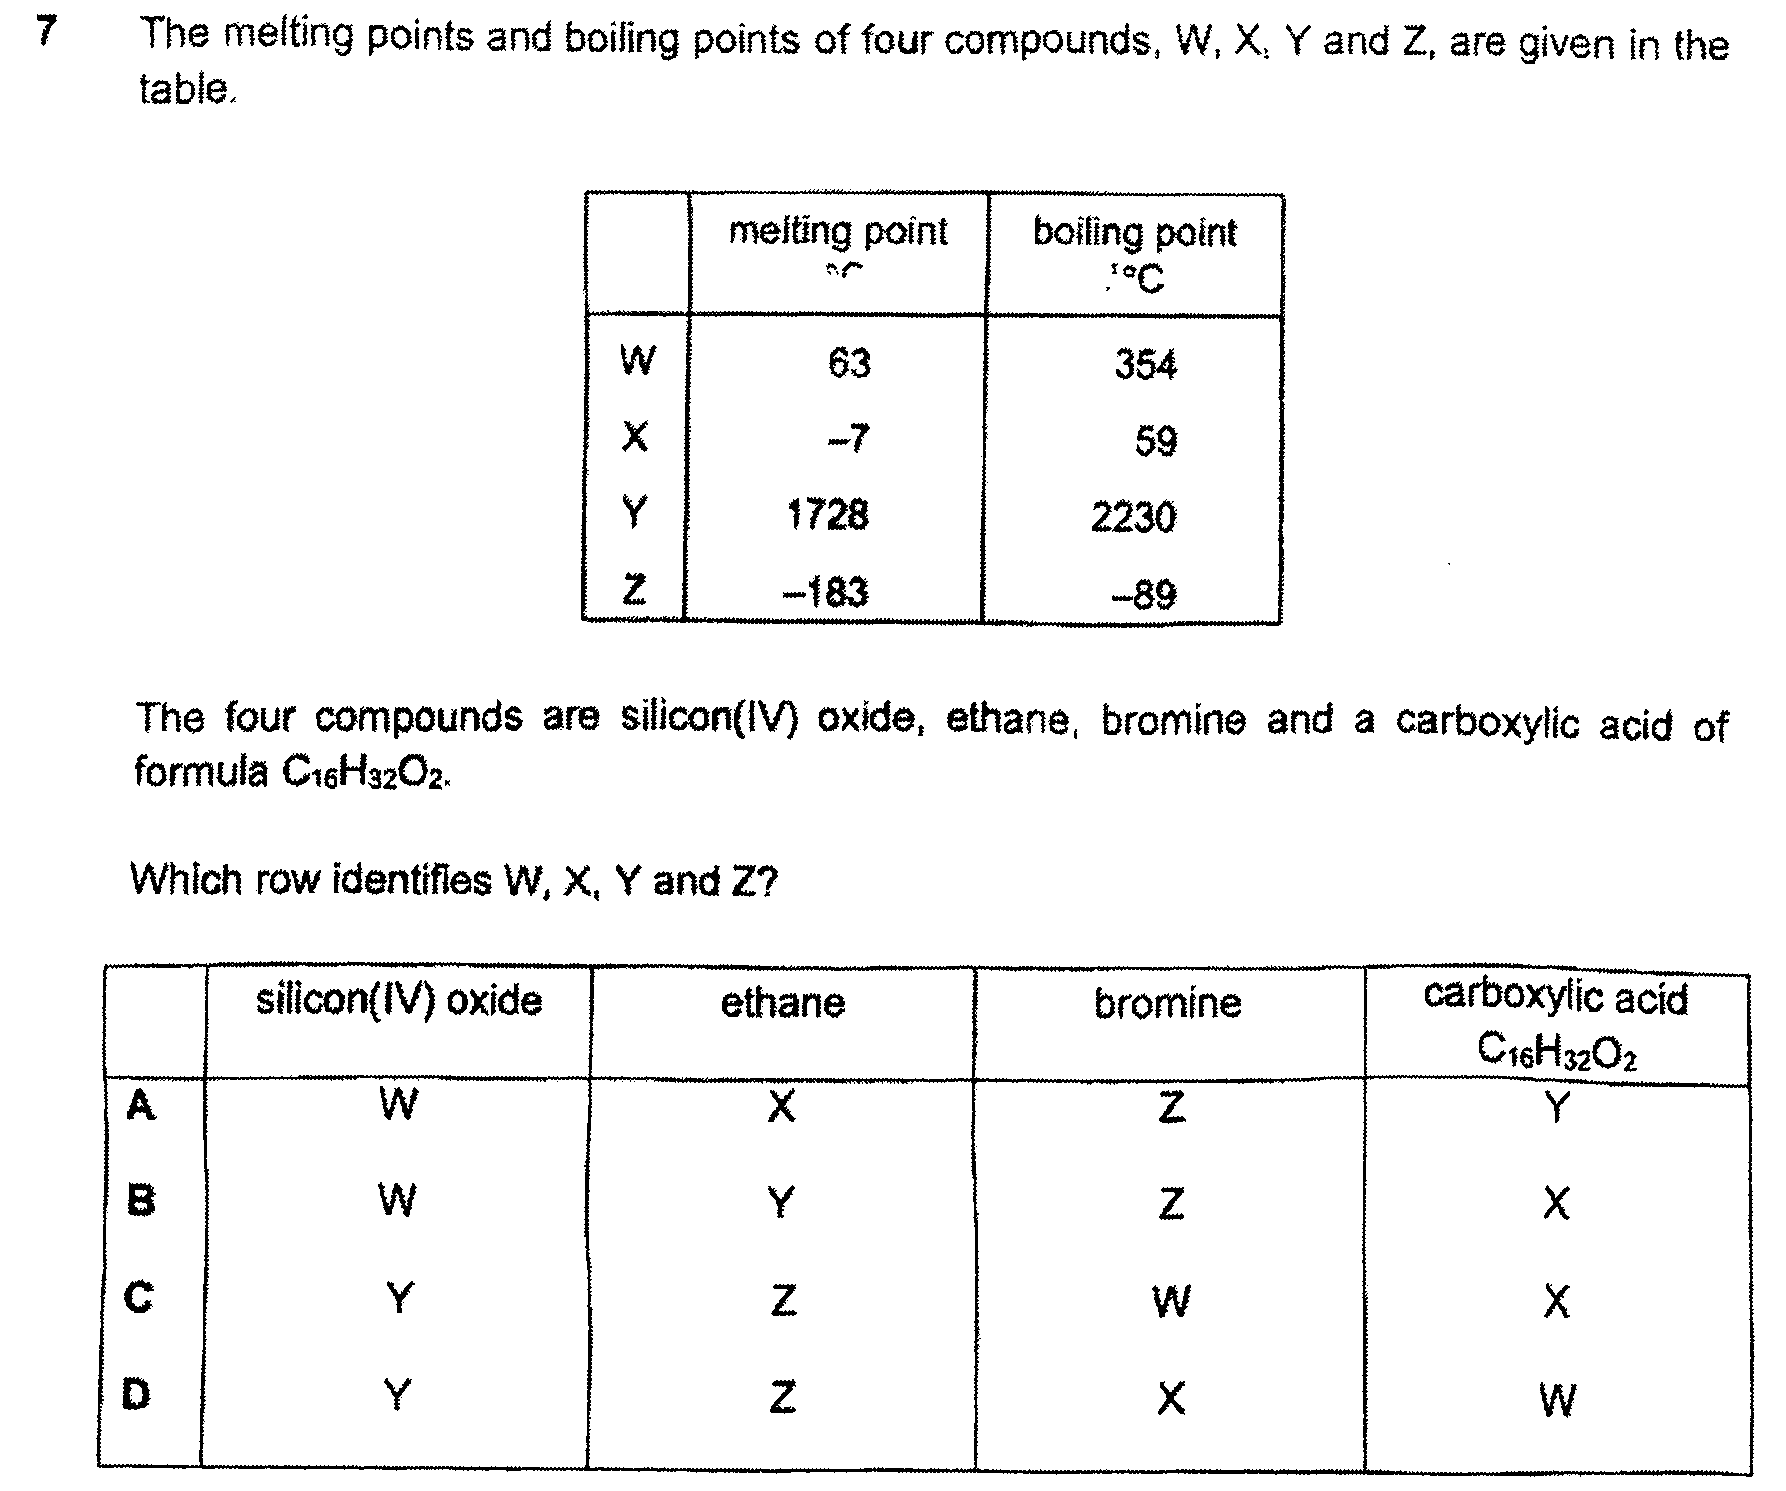 7 The melting points and boiling points of four compounds, W, X, Y and Z, are given in the
table.
melting point boiling point
°C
W 63 354
X –7 59
Y 1728 2230
Z –183 –89
The four compounds are silicon(IV) oxide, ethane, bromine and a carboxylic acid of
formula C₁₆H₃₂O₂.
Which row identifies W, X, Y and Z?
silicon(IV) oxide ethane bromine carboxylic acid
C₁₆H₃₂O₂
A W X Z Y
B W Y Z X
C Y Z W X
D Y Z X W